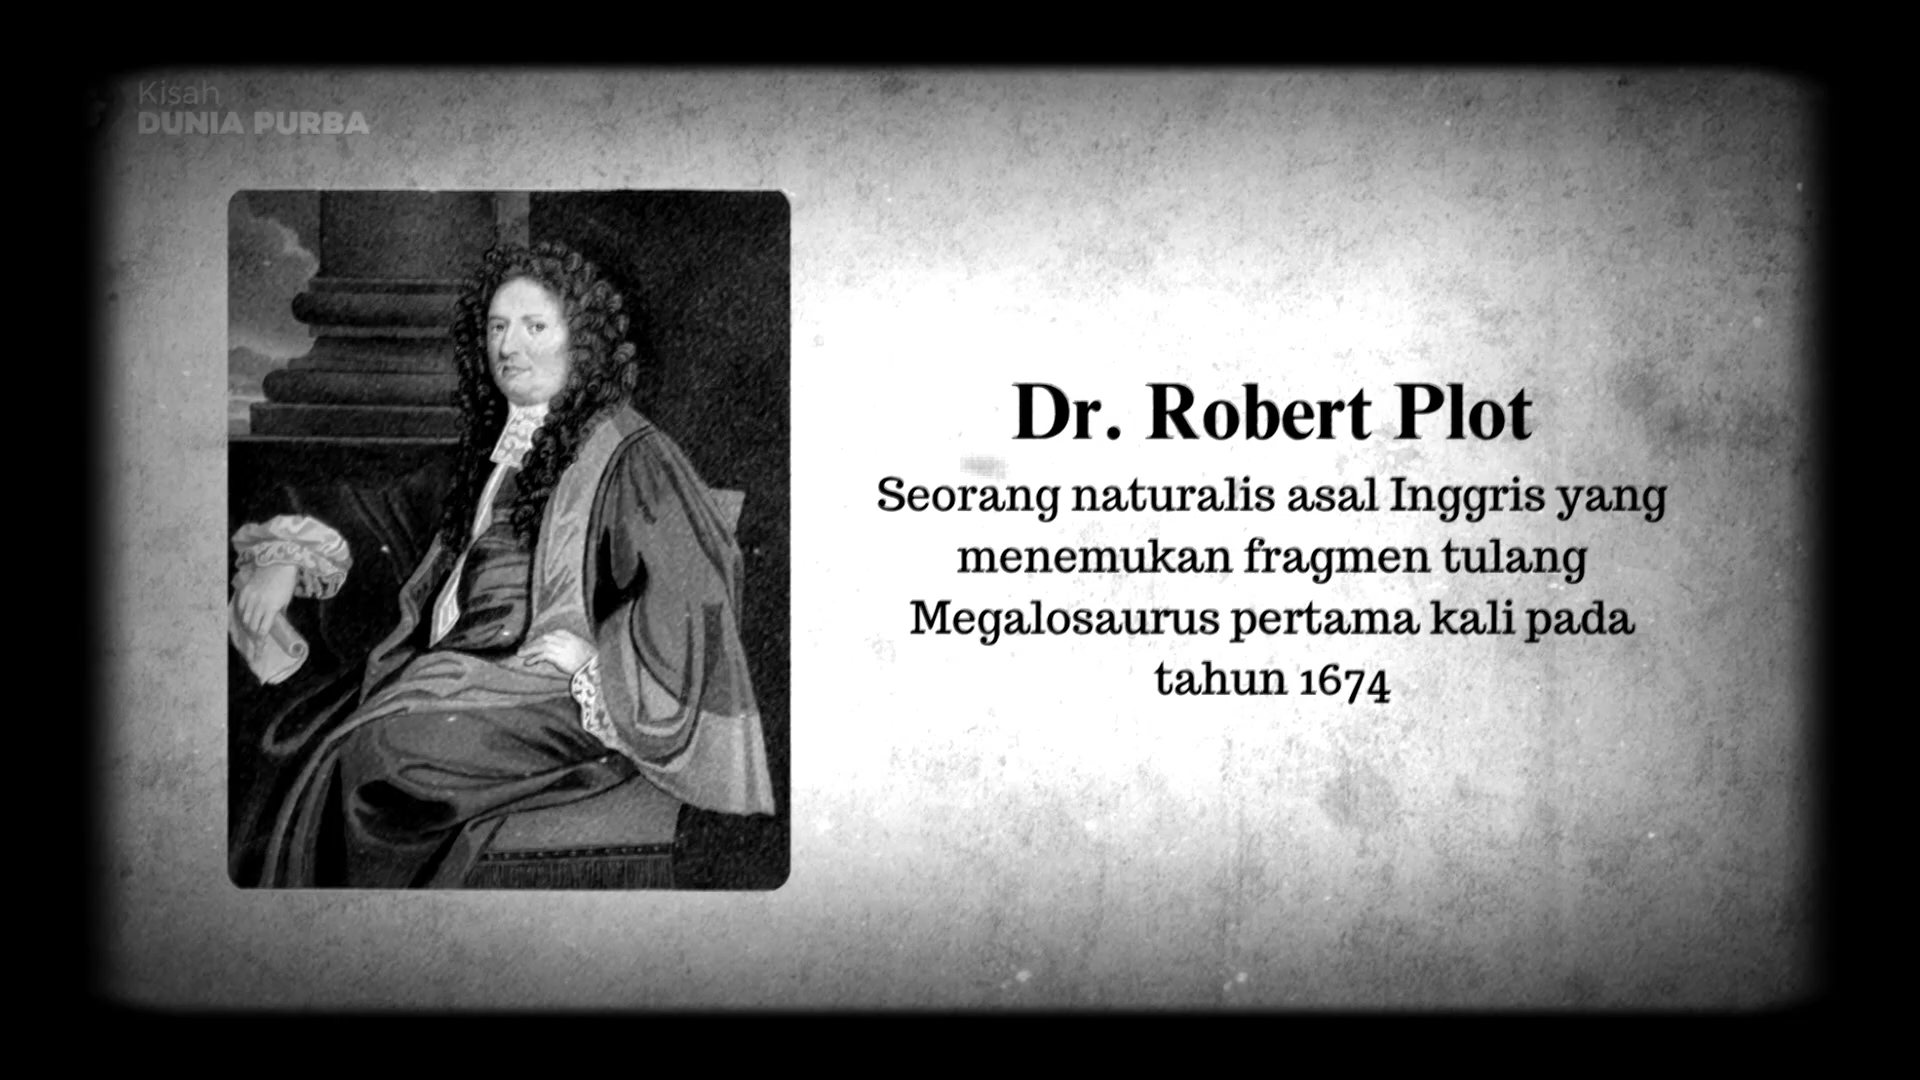 Kisah
DUNIA PURBA
Dr. Robert Plot
Seorang naturalis asal Inggris yang
menemukan fragmen tulang
Megalosaurus pertama kali pada
tahun 1674